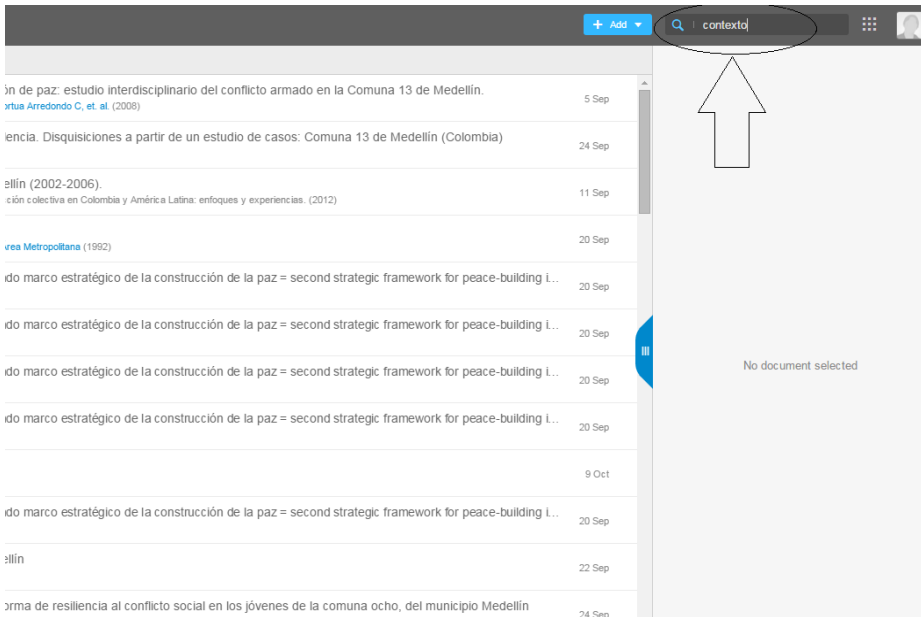 + Add
contexto
ón de paz: estudio interdisciplinario del conflicto armado en la Comuna 13 de Medellín.
ortua Arredondo C, et. al. (2008)
5 Sep
encia. Disquisiciones a partir de un estudio de casos: Comuna 13 de Medellín (Colombia)
24 Sep
ellín (2002-2006).
cción colectiva en Colombia y América Latina: enfoques y experiencias. (2012)
11 Sep
Area Metropolitana (1992)
20 Sep
do marco estratégico de la construcción de la paz = second strategic framework for peace-building i...
20 Sep
do marco estratégico de la construcción de la paz = second strategic framework for peace-building i...
20 Sep
do marco estratégico de la construcción de la paz = second strategic framework for peace-building i...
20 Sep
do marco estratégico de la construcción de la paz = second strategic framework for peace-building i...
20 Sep
9 Oct
do marco estratégico de la construcción de la paz = second strategic framework for peace-building i...
20 Sep
ellín
22 Sep
orma de resiliencia al conflicto social en los jóvenes de la comuna ocho, del municipio Medellín
24 Sep
No document selected